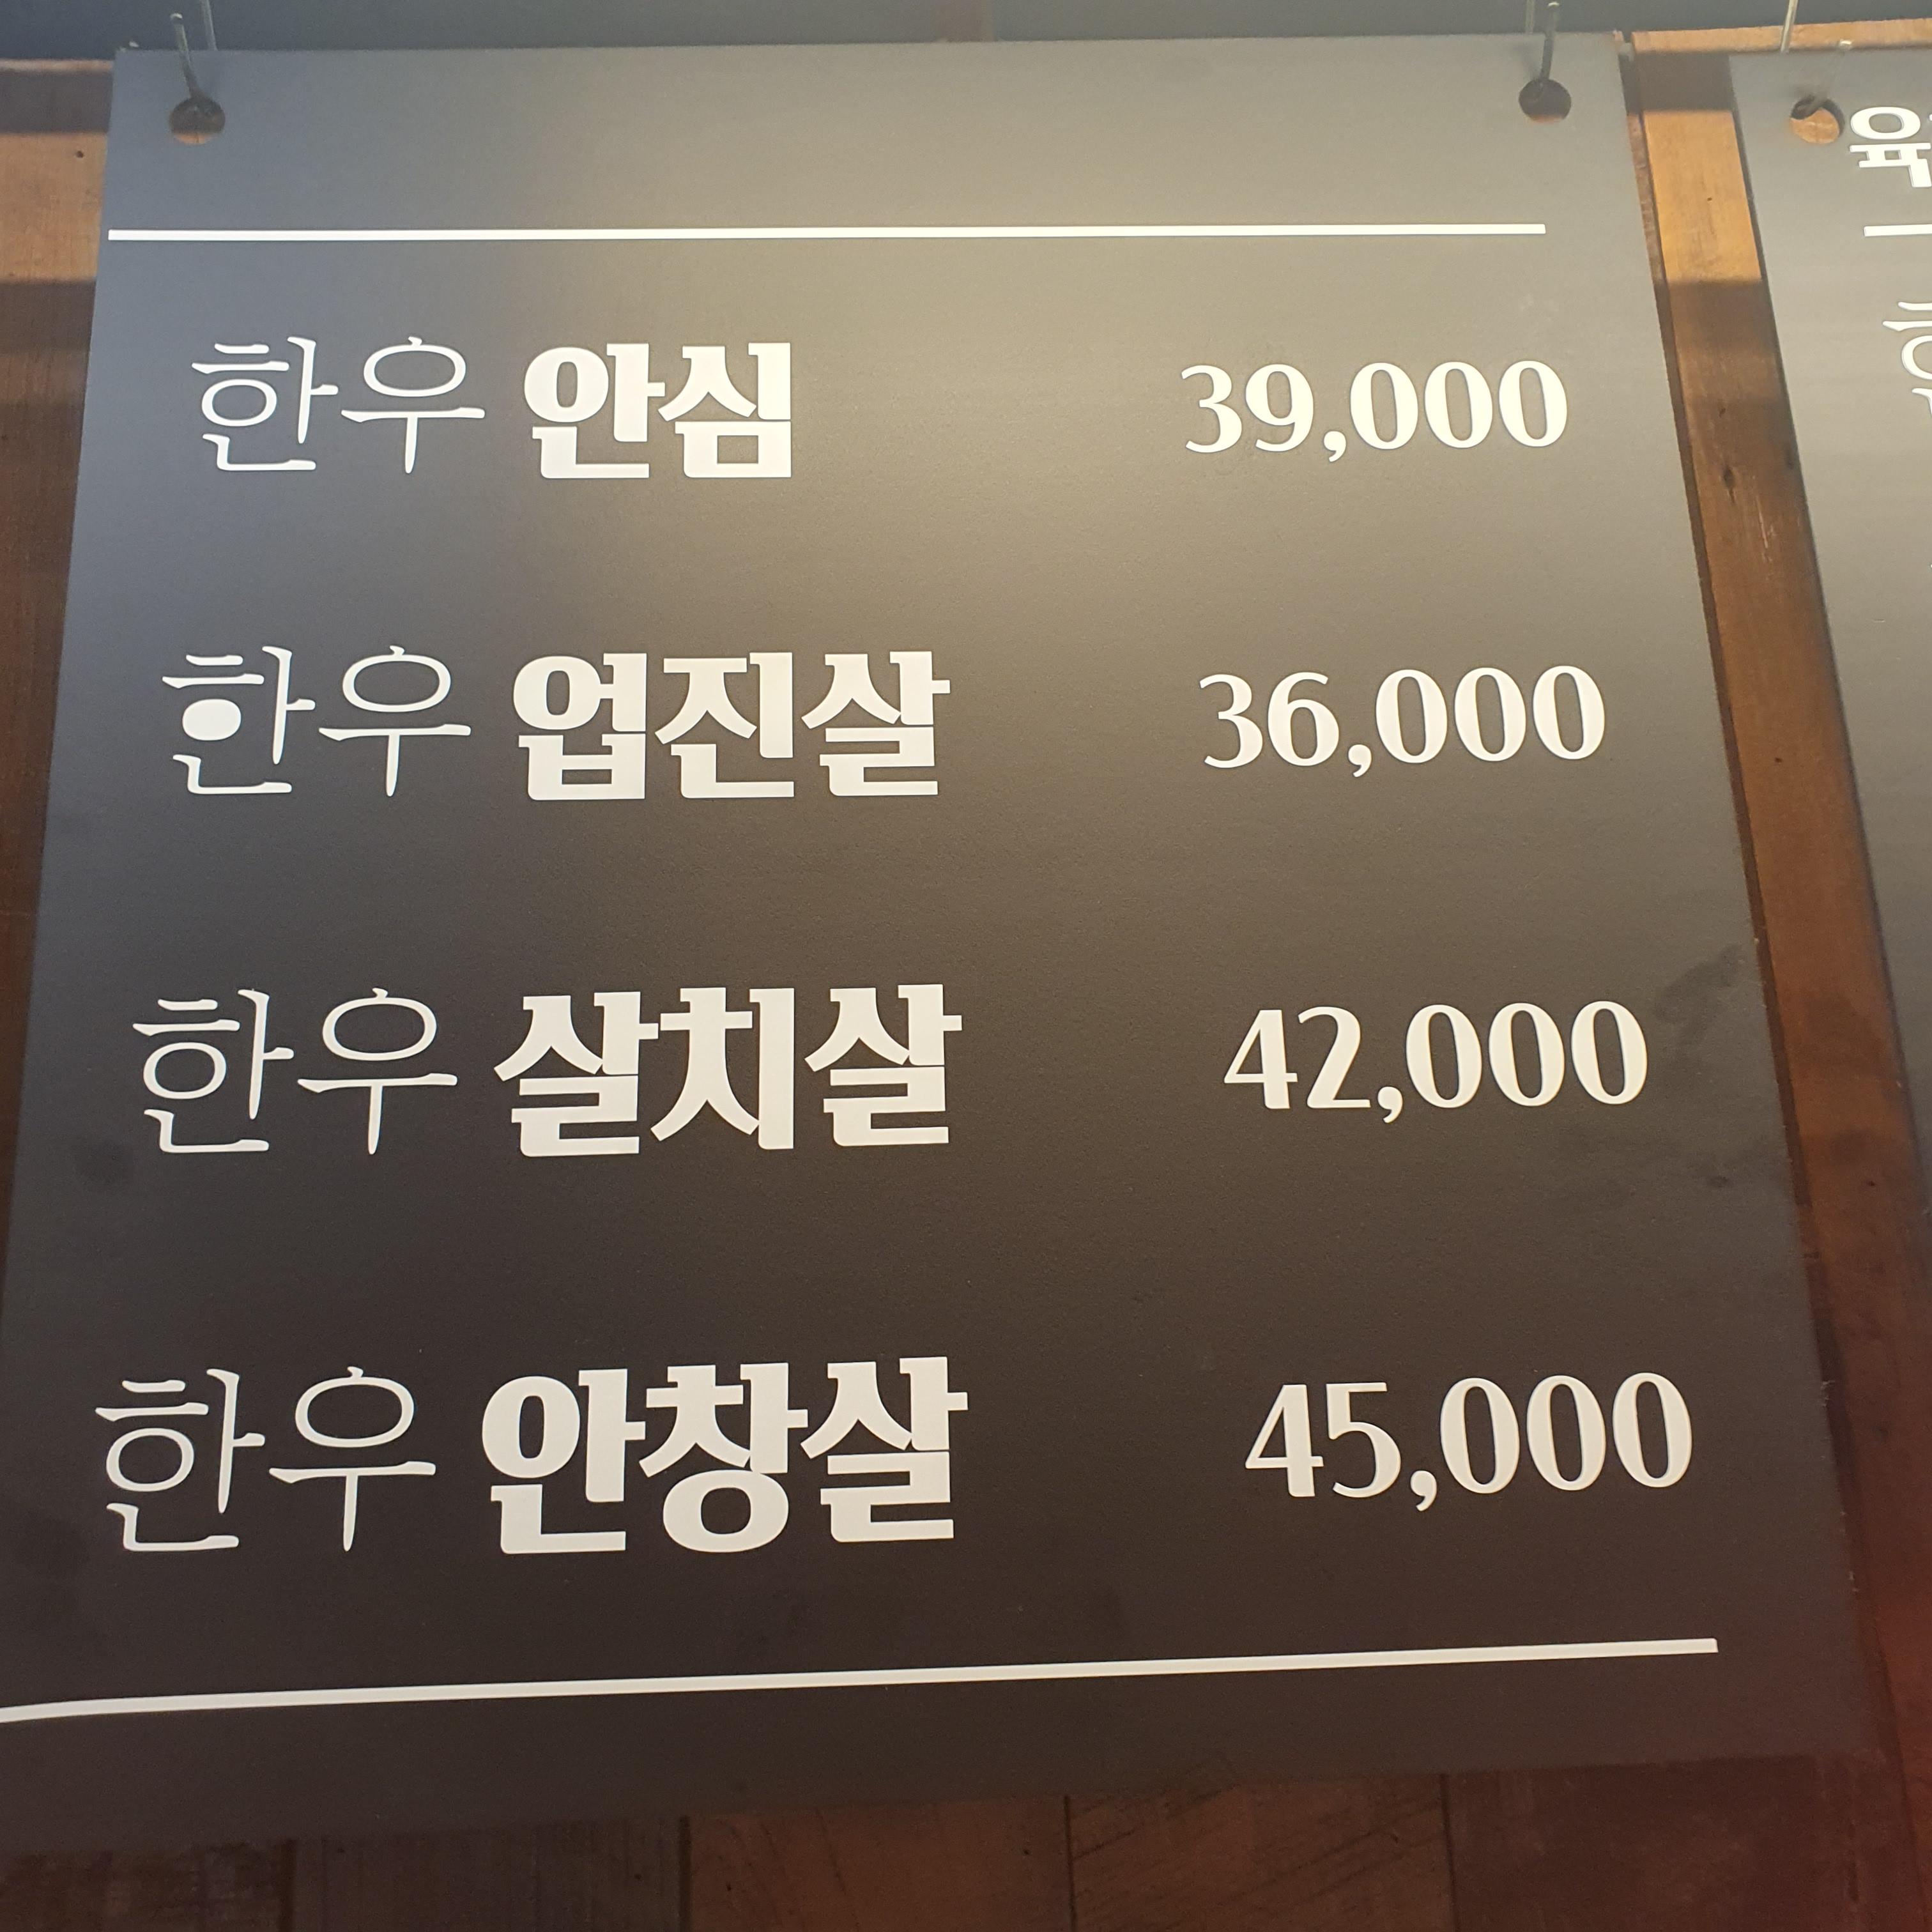 한우 안심 39,000
한우 업진살 36,000
한우 살치살 42,000
한우 안창살 45,000